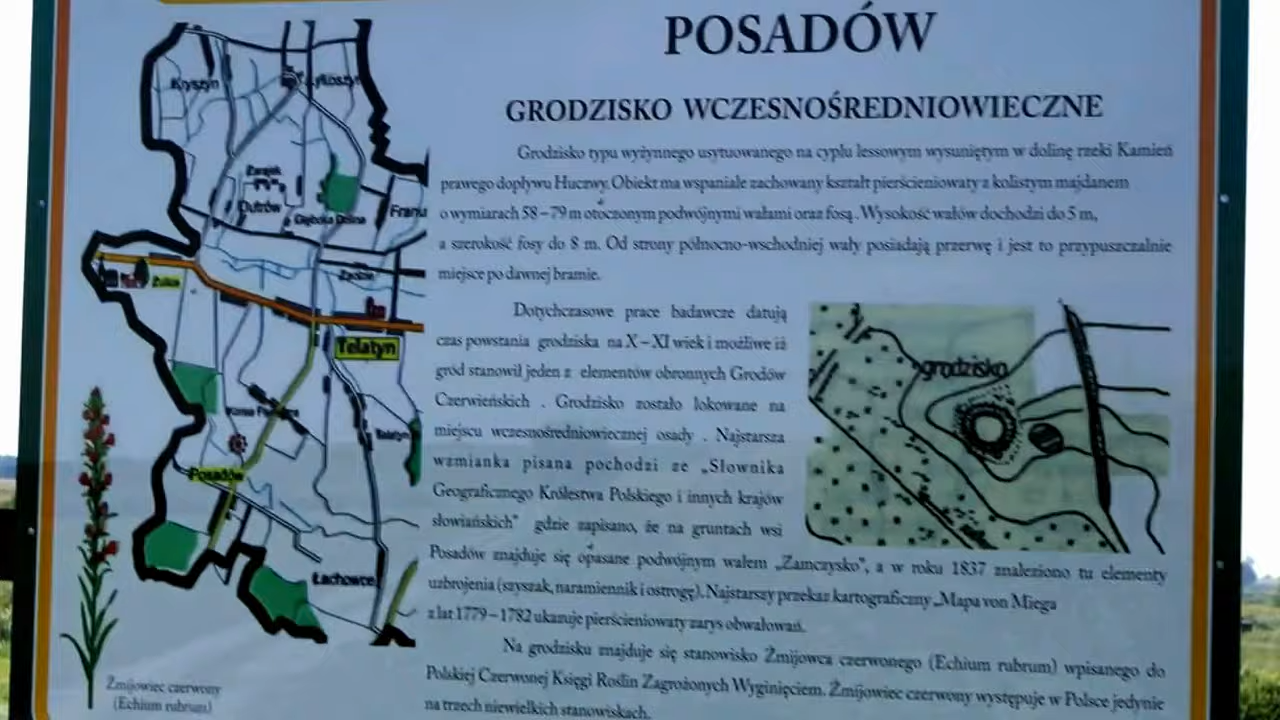 POSADÓW
GRODZISKO WCZESNOŚREDNIOWIECZNE
Grodzisko typu wyżynnego usytuowanego na cyplu lessowym wysuniętym w dolinę rzeki Kamień
prawego dopływu Huczwy. Obiekt ma wspaniale zachowany kształt pierścieniowaty z kolistym majdanem
o wymiarach 58 – 79 m otoczonym podwójnymi wałami oraz fosą. Wysokość wałów dochodzi do 5 m,
a szerokość fosy do 8 m. Od strony północno-wschodniej wały posiadają przerwę i jest to przypuszczalnie
miejsce po dawnej bramie.
Dotychczasowe prace badawcze datują
czas powstania grodziska na X – XI wiek i możliwe iż
gród stanowił jeden z elementów obronnych Grodów
Czerwieńskich . Grodzisko zostało lokowane na
miejscu wczesnośredniowiecznej osady . Najstarsza
wzmianka pisana pochodzi ze „Słownika
Geograficznego Królestwa Polskiego i innych krajów
słowiańskich" gdzie zapisano, że na gruntach wsi
Posadów znajduje się opasane podwójnym wałem „Zamczysko", a w roku 1837 znaleziono tu elementy
uzbrojenia (szyszak, naramiennik i ostrogę). Najstarszy przekaz kartograficzny „Mapa von Miega
z lat 1779 – 1782 ukazuje pierścieniowaty zarys obwałowań.
Na grodzisku znajduje się stanowisko Żmijowca czerwonego (Echium rubrum) wpisanego do
Polskiej Czerwonej Księgi Roślin Zagrożonych Wyginięciem. Żmijowiec czerwony występuje w Polsce jedynie
na trzech niewielkich stanowiskach.
grodzisko
Kryszyn
Dutrów
Głęboka Dolina
Telatyn
Posadów
Łachowce
Żmijowiec czerwony
(Echium rubrum)